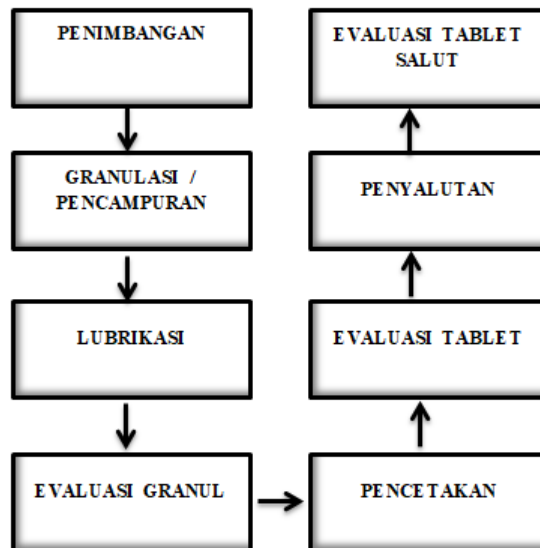 PENIMBANGAN
GRANULASI /
PENCAMPURAN
LUBRIKASI
EVALUASI GRANUL
PENCETAKAN
EVALUASI TABLET
PENYALUTAN
EVALUASI TABLET
SALUT